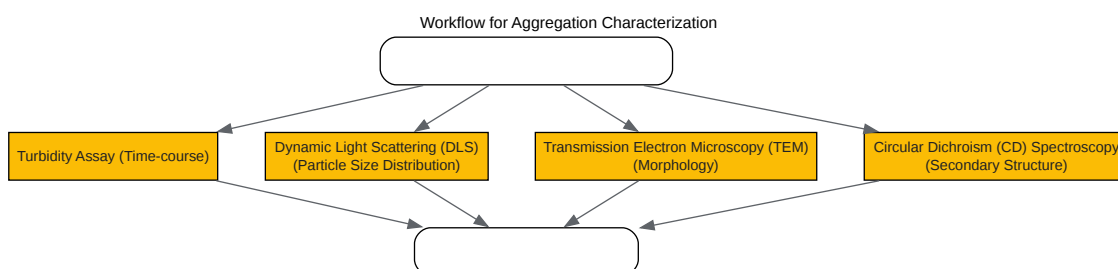 Workflow for Aggregation Characterization
Turbidity Assay (Time-course)
Dynamic Light Scattering (DLS)
(Particle Size Distribution)
Transmission Electron Microscopy (TEM)
(Morphology)
Circular Dichroism (CD) Spectroscopy
(Secondary Structure)